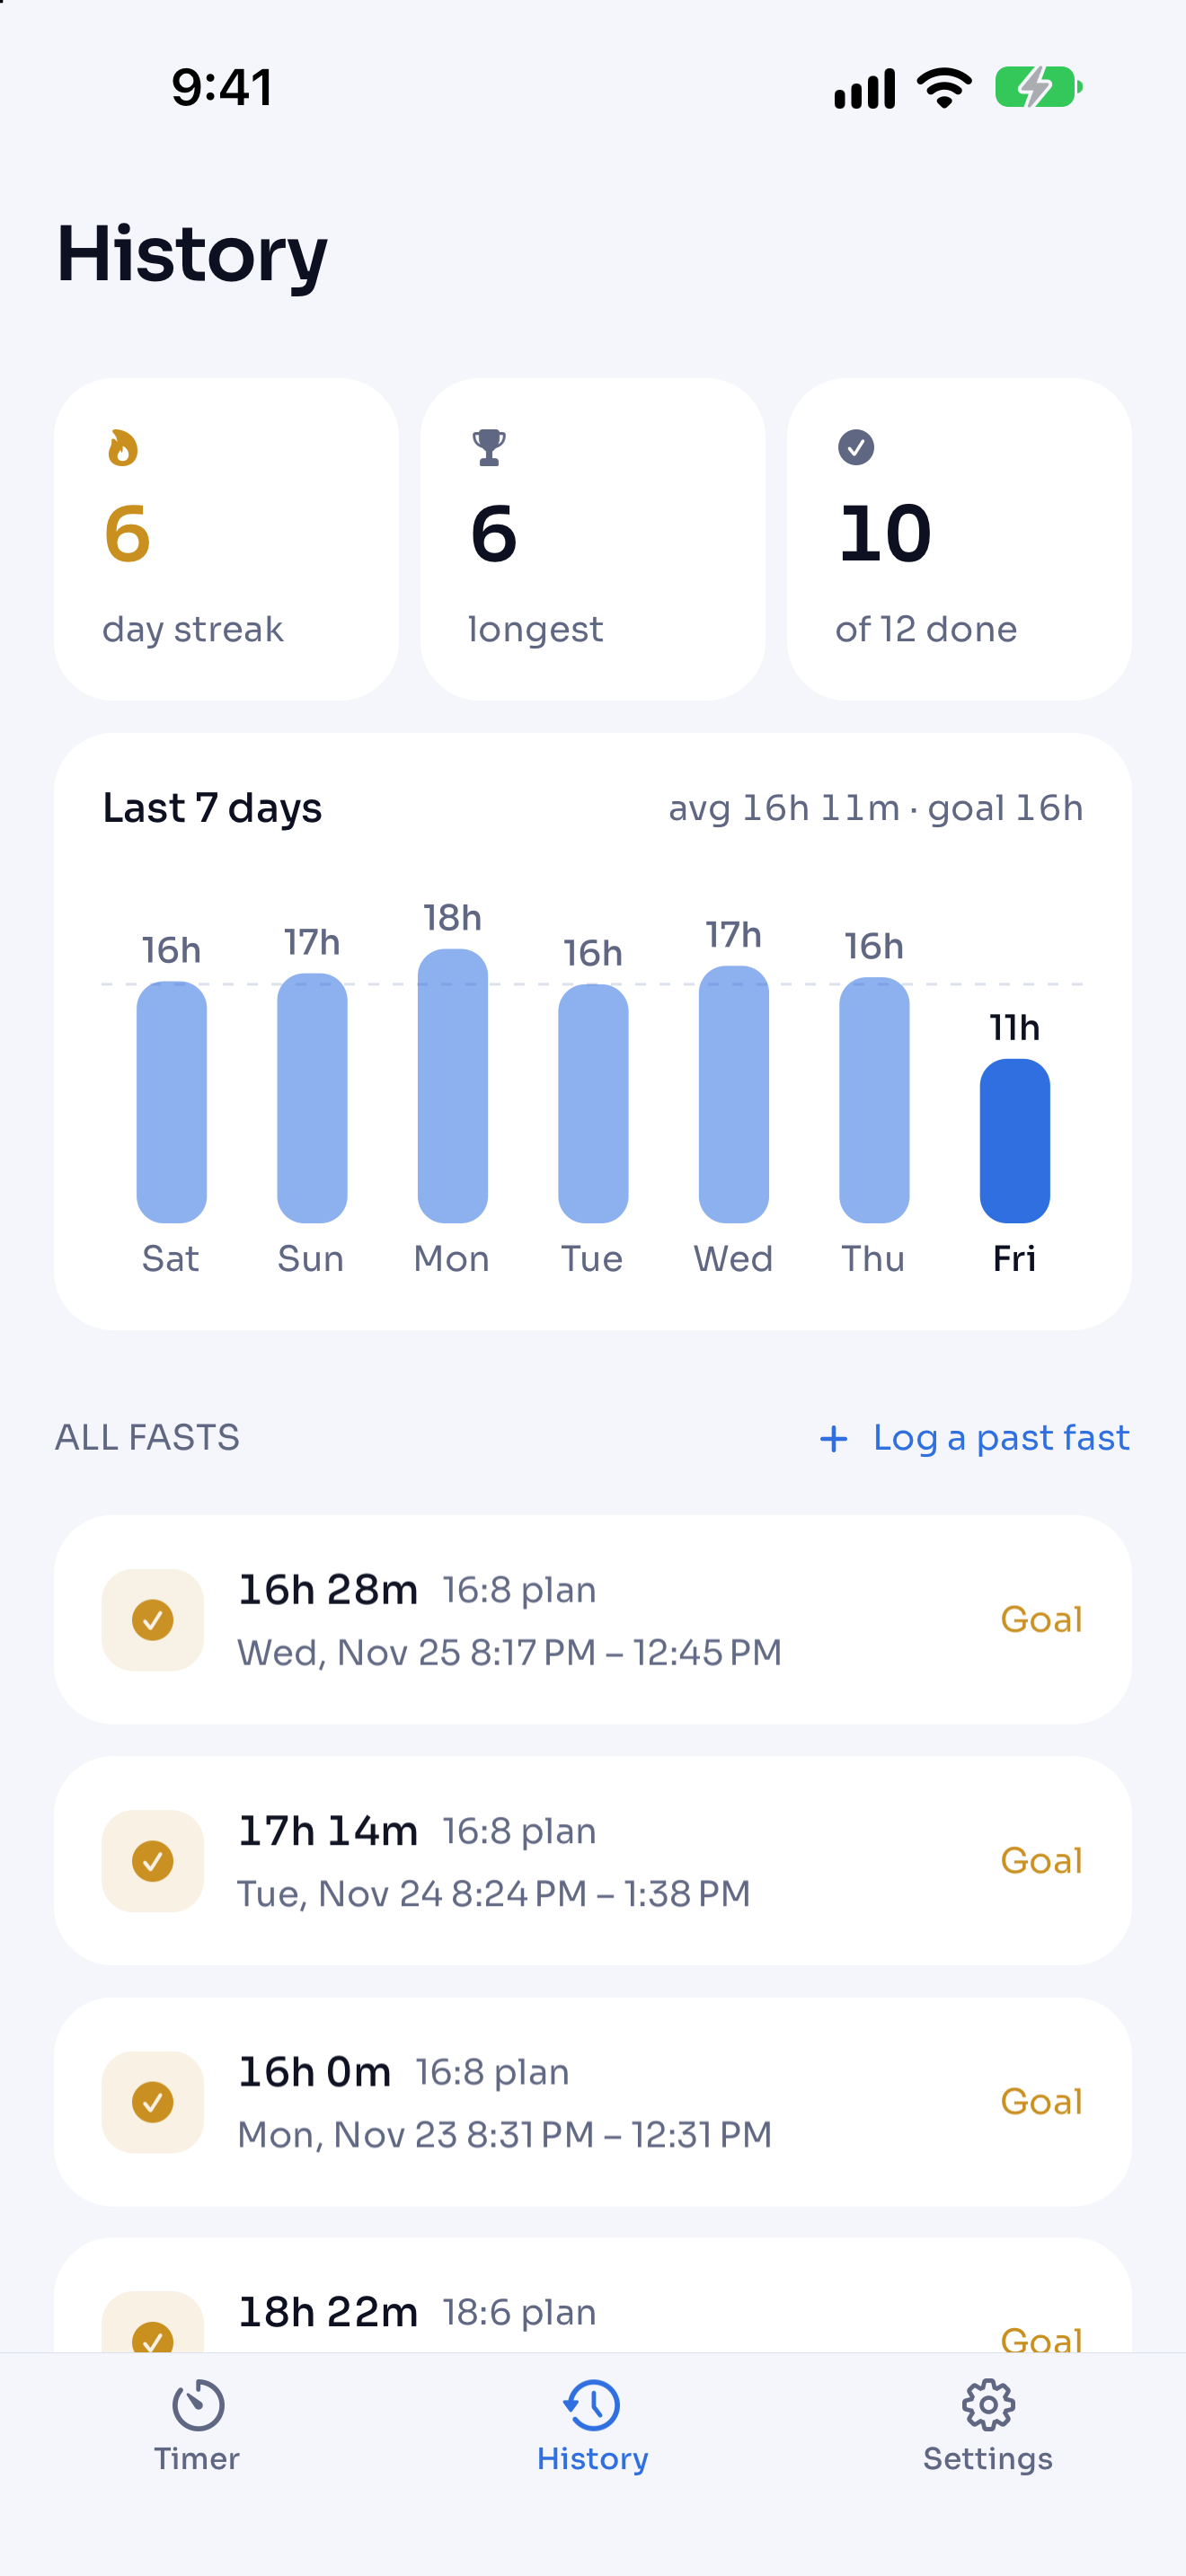 9:41
History
6
day streak
6
longest
10
of 12 done
Last 7 days
avg 16h 11m · goal 16h
16h
17h
18h
16h
17h
16h
11h
Sat
Sun
Mon
Tue
Wed
Thu
Fri
ALL FASTS
+ Log a past fast
16h 28m 16:8 plan
Wed, Nov 25 8:17 PM – 12:45 PM
Goal
17h 14m 16:8 plan
Tue, Nov 24 8:24 PM – 1:38 PM
Goal
16h 0m 16:8 plan
Mon, Nov 23 8:31 PM – 12:31 PM
Goal
18h 22m 18:6 plan
Goal
Timer
History
Settings